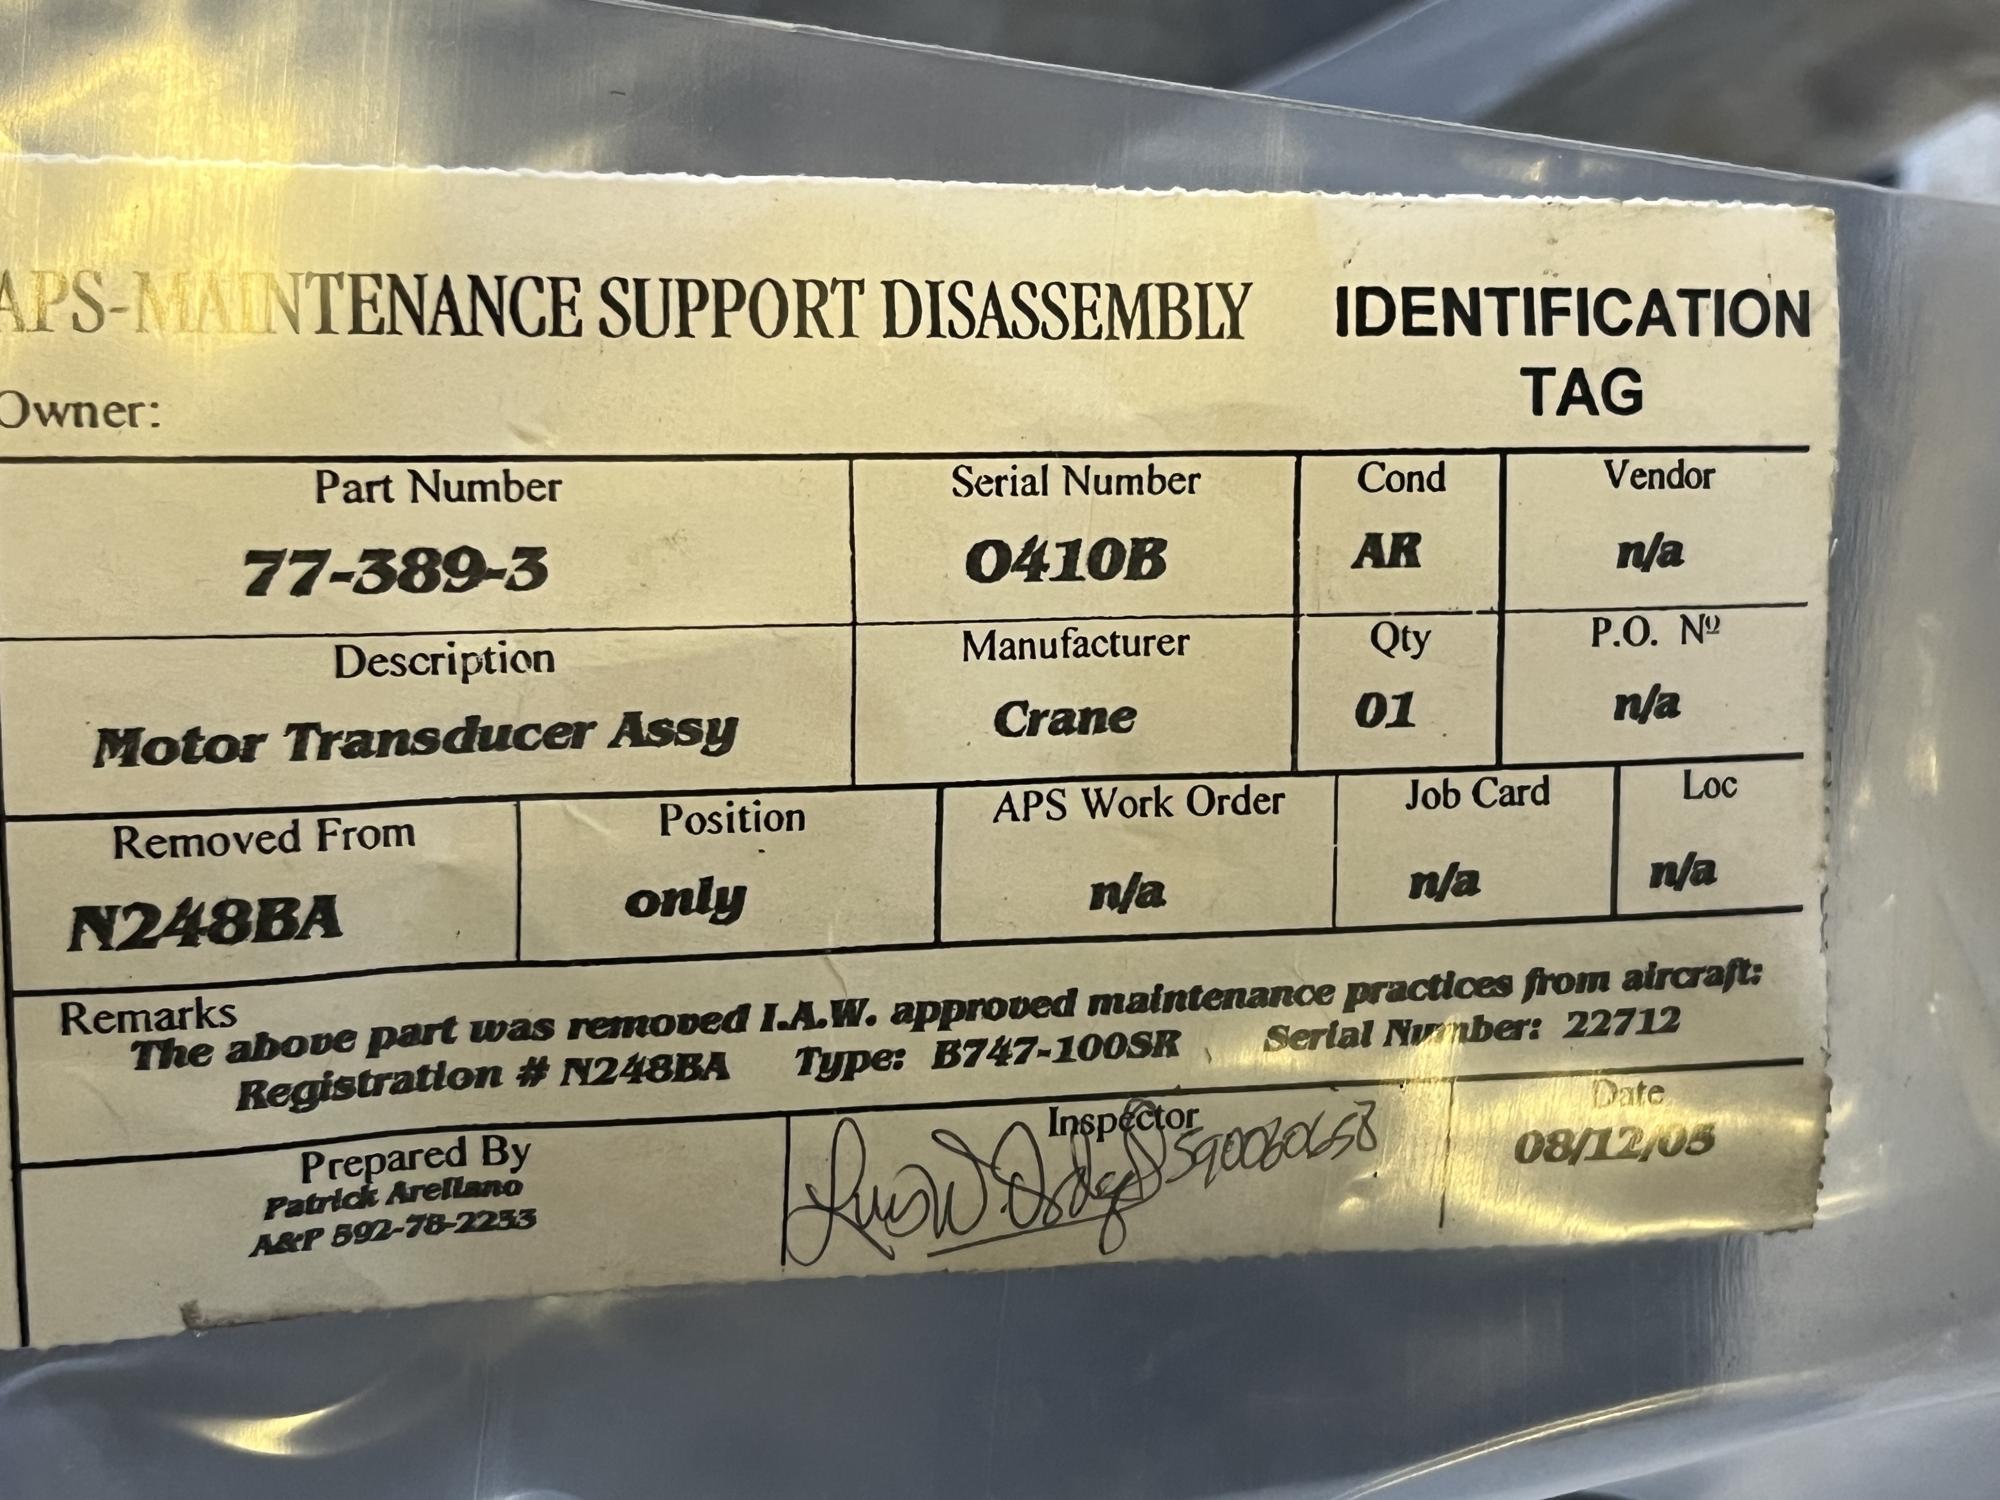 APS-MAINTENANCE SUPPORT DISASSEMBLY
IDENTIFICATION
TAG
Owner:
Part Number
77-389-3
Serial Number
0410B
Cond
AR
Vendor
n/a
Description
Motor Transducer Assy
Manufacturer
Crane
Qty
01
P.O. Nº
n/a
Removed From
N248BA
Position
only
APS Work Order
n/a
Job Card
n/a
Loc
n/a
Remarks
The above part was removed I.A.W. approved maintenance practices from aircraft:
Registration # N248BA Type: B747-100SR Serial Number: 22712
Prepared By
Patrick Arellano
A&P 592-78-2233
Inspector
Luis W.
Date
08/12/05